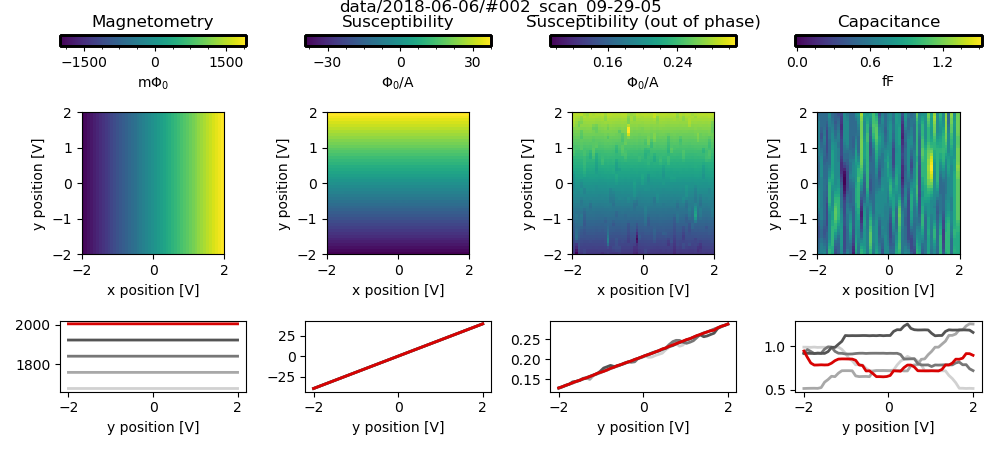 data/2018-06-06/#002_scan_09-29-05
Magnetometry Susceptibility Susceptibility (out of phase) Capacitance
−1500 0 1500 −30 0 30 0.16 0.24 0.0 0.6 1.2
mΦ₀ Φ₀/A Φ₀/A fF
y position [V] 2 1 0 −1 −2
y position [V] 2 1 0 −1 −2
y position [V] 2 1 0 −1 −2
y position [V] 2 1 0 −1 −2
−2 0 2 −2 0 2 −2 0 2 −2 0 2
x position [V] x position [V] x position [V] x position [V]
2000 1800
25 0 −25
0.25 0.20 0.15
1.0 0.5
−2 0 2 −2 0 2 −2 0 2 −2 0 2
y position [V] y position [V] y position [V] y position [V]